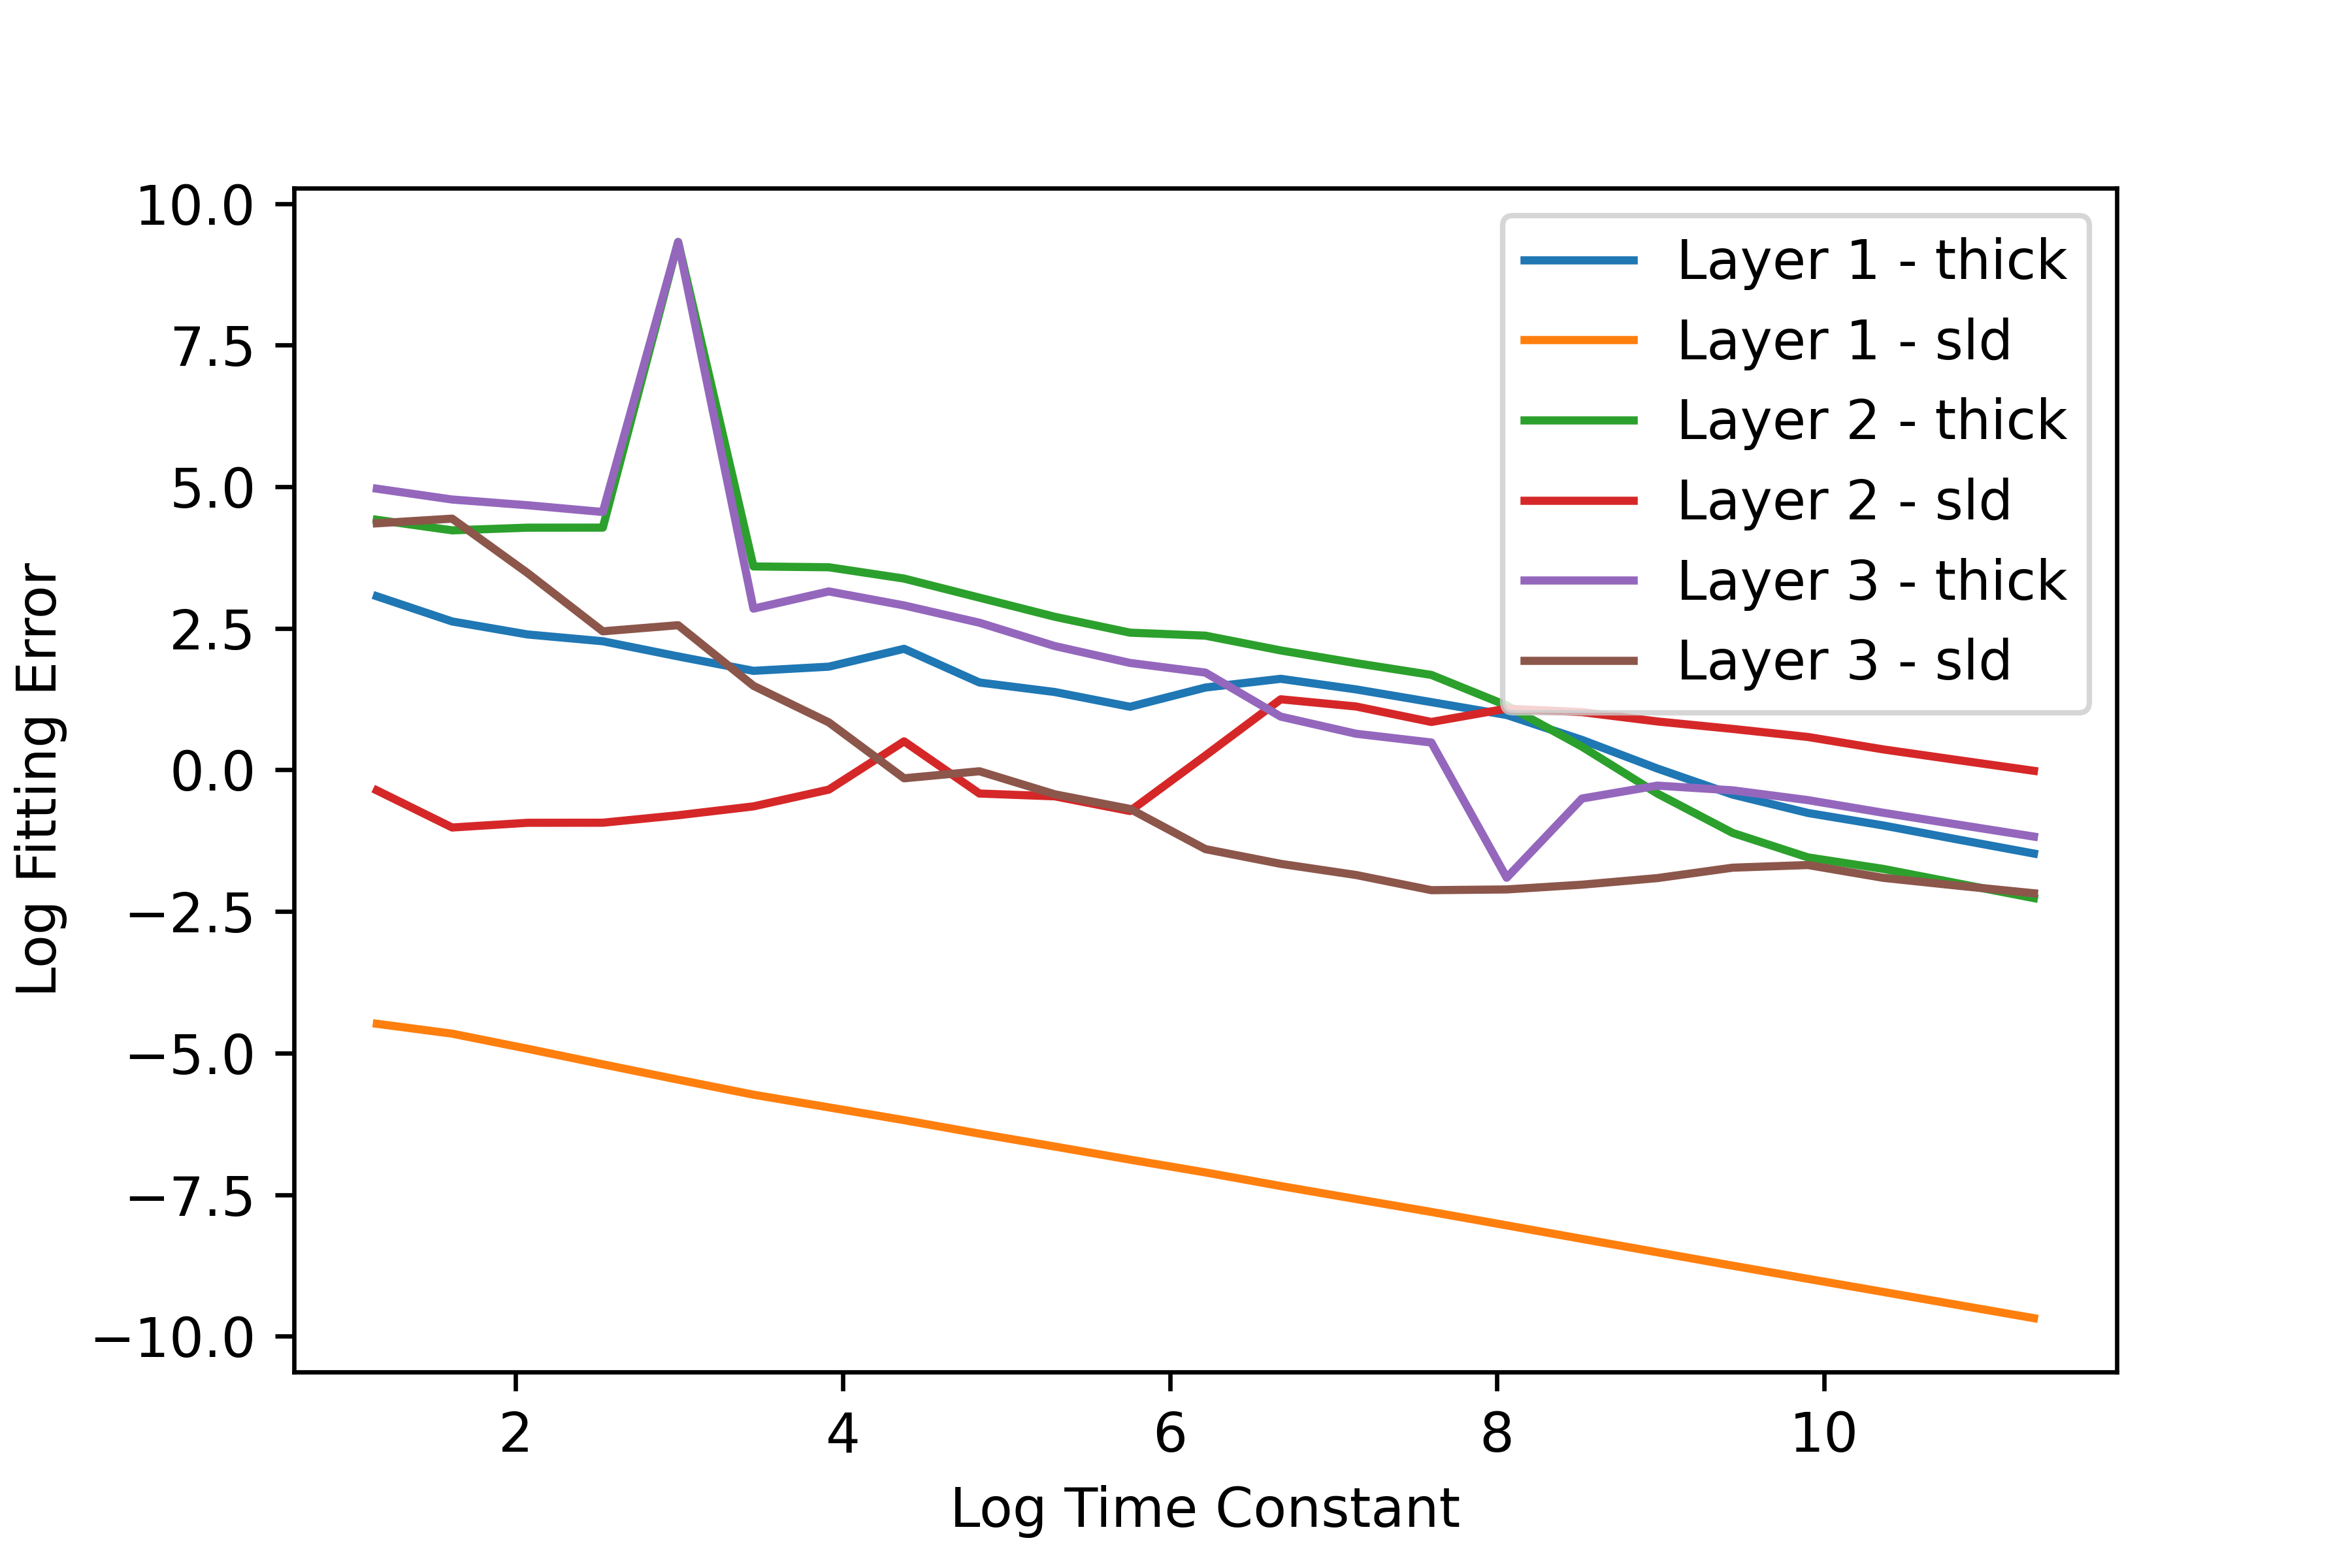 10.0
7.5
5.0
2.5
0.0
−2.5
−5.0
−7.5
−10.0
Log Fitting Error
2 4 6 8 10
Log Time Constant
Layer 1 - thick
Layer 1 - sld
Layer 2 - thick
Layer 2 - sld
Layer 3 - thick
Layer 3 - sld